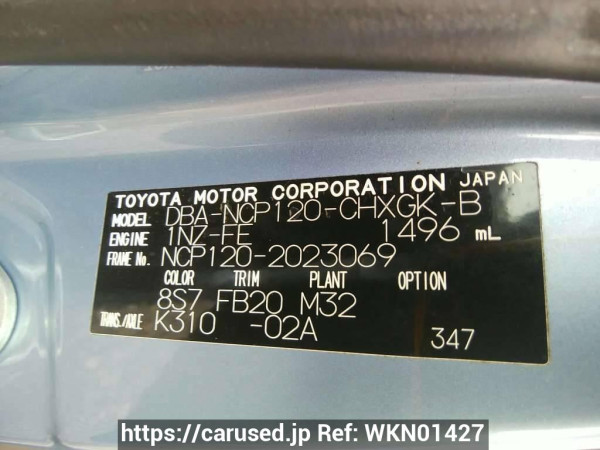 TOYOTA MOTOR CORPORATION JAPAN
MODEL DBA-NCP120-CHXGK-B
ENGINE 1NZ-FE 1496 mL
FRAME No. NCP120-2023069
COLOR TRIM PLANT OPTION
8S7 FB20 M32
TRANS./AXLE K310 -02A
347
https://carused.jp Ref: WKN01427